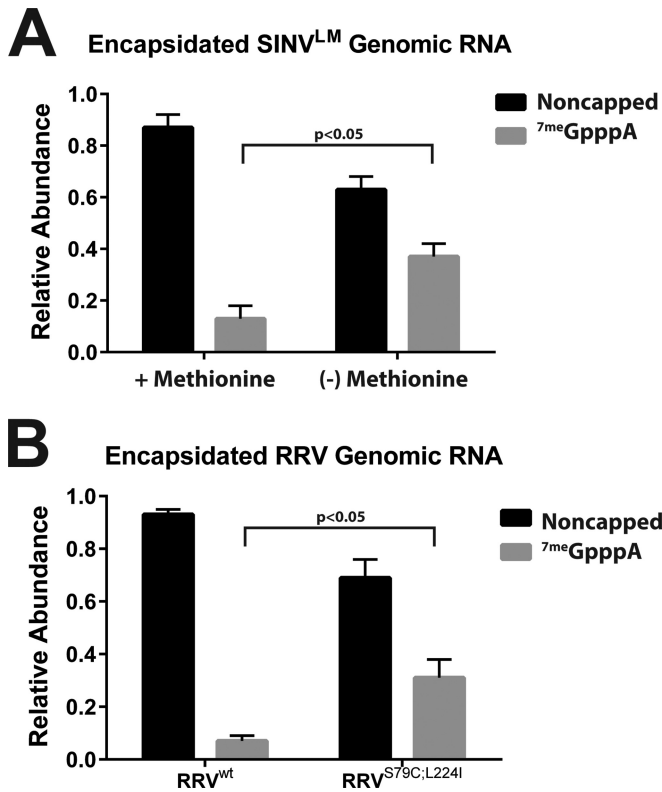 A
Encapsidated SINV^LM Genomic RNA
Relative Abundance
1.0
0.8
0.6
0.4
0.2
0.0
p<0.05
Noncapped
7meGpppA
+ Methionine
(-) Methionine
B
Encapsidated RRV Genomic RNA
Relative Abundance
1.0
0.8
0.6
0.4
0.2
0.0
p<0.05
Noncapped
7meGpppA
RRVwt
RRVS79C;L224I